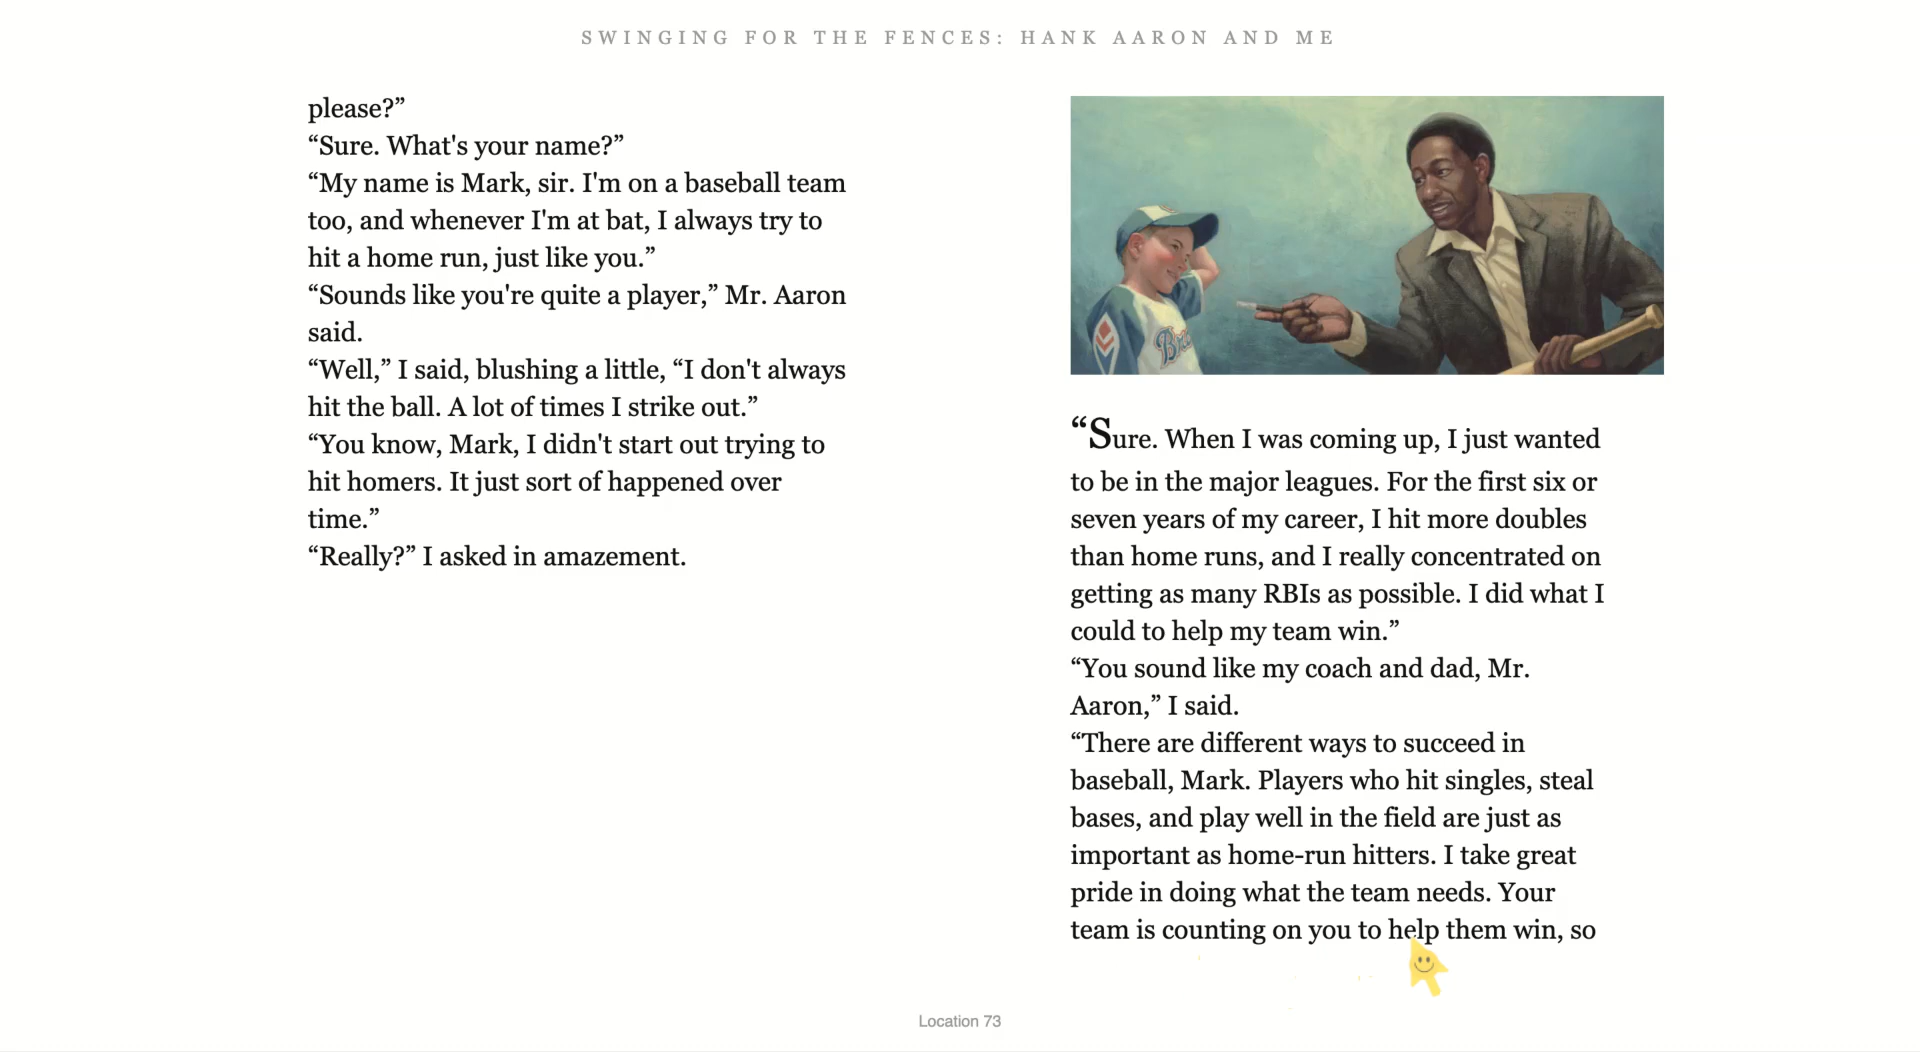 SWINGING FOR THE FENCES: HANK AARON AND ME
please?”
“Sure. What's your name?”
“My name is Mark, sir. I'm on a baseball team
too, and whenever I'm at bat, I always try to
hit a home run, just like you.”
“Sounds like you're quite a player,” Mr. Aaron
said.
“Well,” I said, blushing a little, “I don't always
hit the ball. A lot of times I strike out.”
“You know, Mark, I didn't start out trying to
hit homers. It just sort of happened over
time.”
“Really?” I asked in amazement.
“Sure. When I was coming up, I just wanted
to be in the major leagues. For the first six or
seven years of my career, I hit more doubles
than home runs, and I really concentrated on
getting as many RBIs as possible. I did what I
could to help my team win.”
“You sound like my coach and dad, Mr.
Aaron,” I said.
“There are different ways to succeed in
baseball, Mark. Players who hit singles, steal
bases, and play well in the field are just as
important as home-run hitters. I take great
pride in doing what the team needs. Your
team is counting on you to help them win, so
Location 73